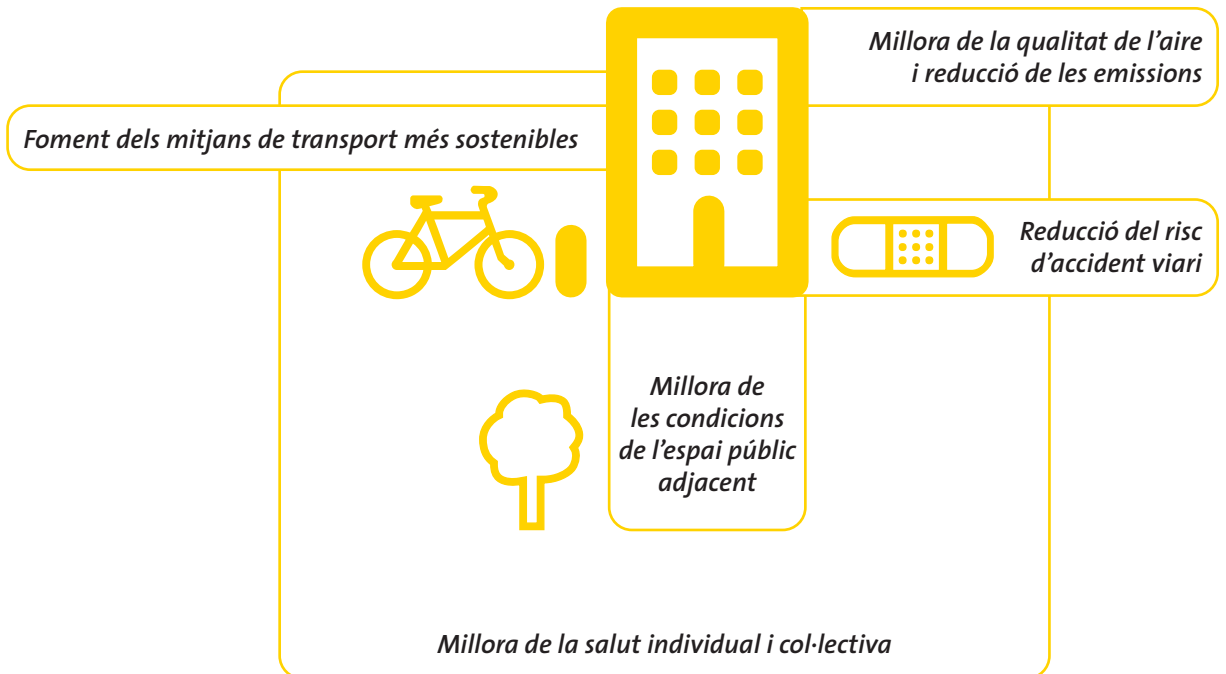 Millora de la qualitat de l’aire
i reducció de les emissions
Foment dels mitjans de transport més sostenibles
Reducció del risc
d’accident viari
Millora de
les condicions
de l’espai públic
adjacent
Millora de la salut individual i col·lectiva